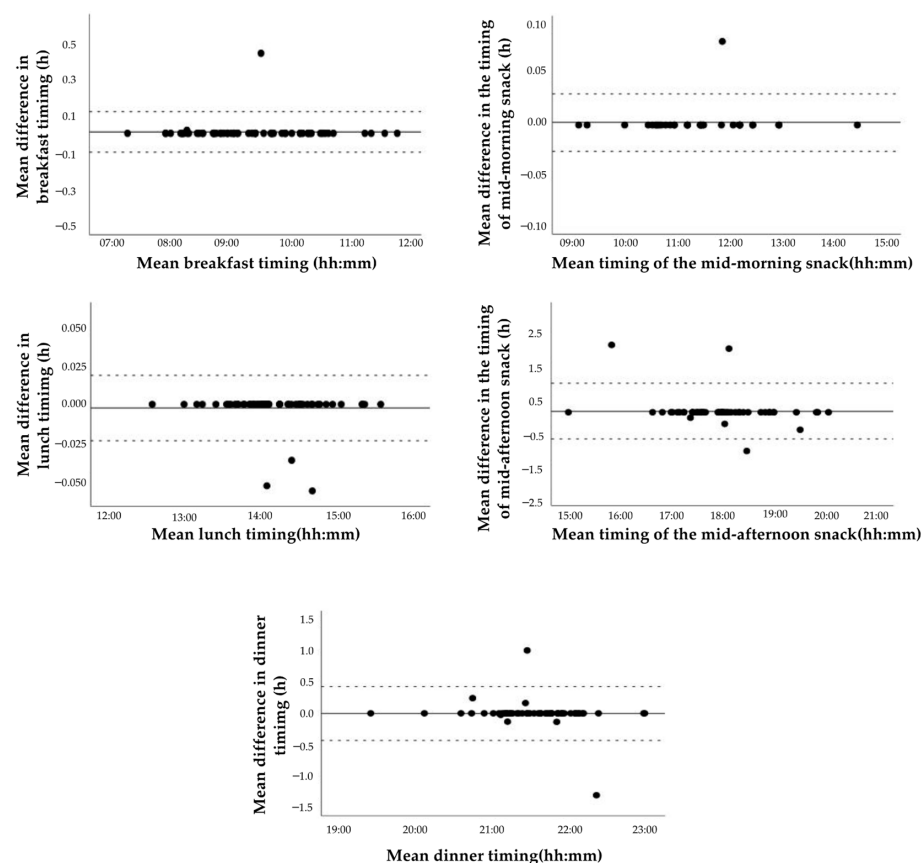 Mean difference in
breakfast timimg (h)
0.5
0.3
0.1
−0.1
−0.3
−0.5
07:00 08:00 09:00 10:00 11:00 12:00
Mean breakfast timing (hh:mm)
Mean difference in the timing
of mid-morning snack (h)
0.10
0.05
0.00
−0.05
−0.10
09:00 10:00 11:00 12:00 13:00 14:00 15:00
Mean timing of the mid-morning snack(hh:mm)
Mean difference in
lunch timimg (h)
0.050
0.025
0.000
−0.025
−0.050
12:00 13:00 14:00 15:00 16:00
Mean lunch timing(hh:mm)
Mean difference in the timing
of mid-afternoon snack (h)
2.5
1.5
0.5
−0.5
−1.5
−2.5
15:00 16:00 17:00 18:00 19:00 20:00 21:00
Mean timing of the mid-afternoon snack(hh:mm)
Mean difference in dinner
timimg (h)
1.5
1.0
0.5
0.0
−0.5
−1.0
−1.5
19:00 20:00 21:00 22:00 23:00
Mean dinner timing(hh:mm)